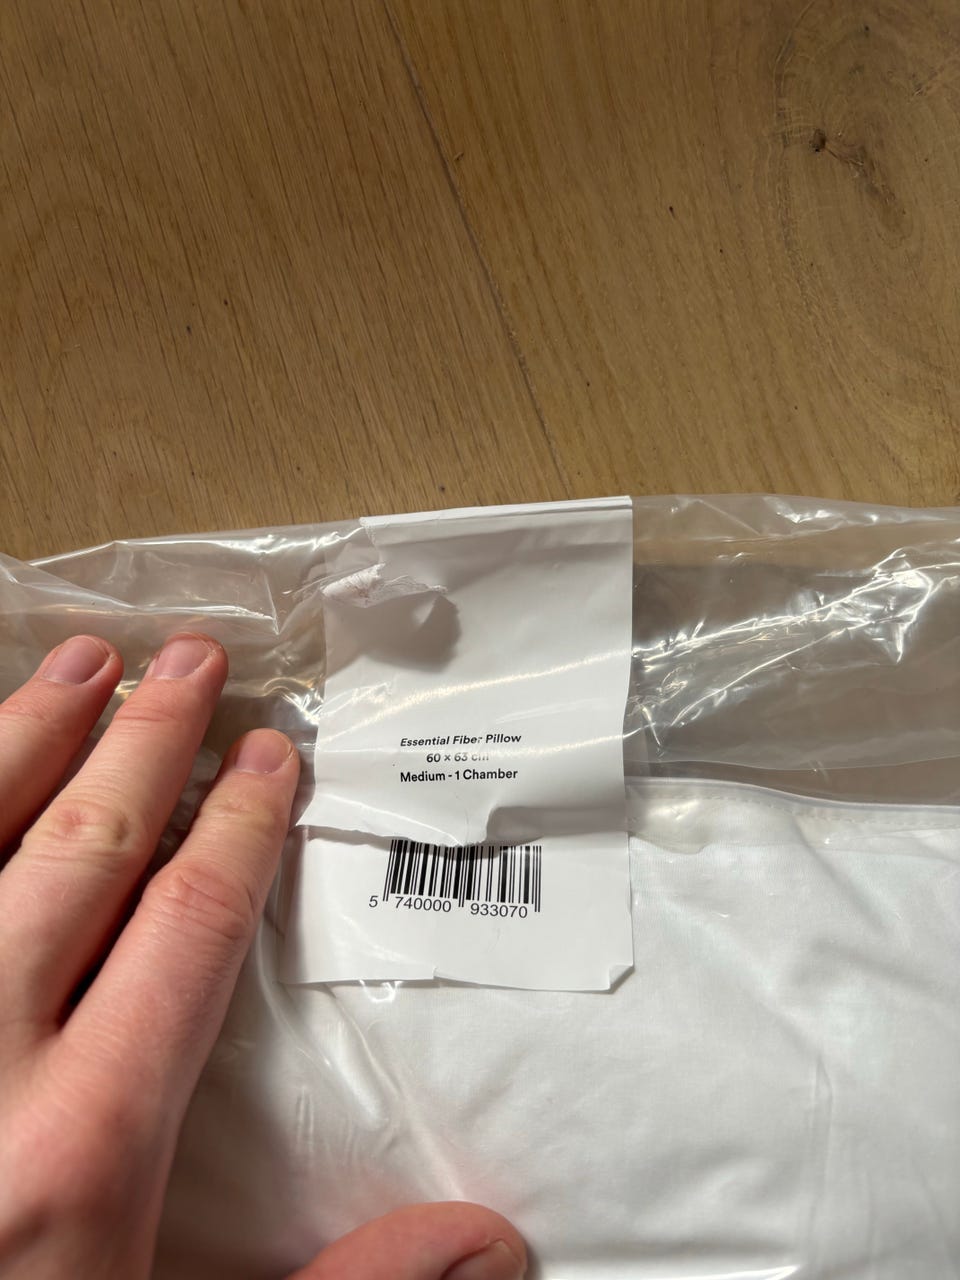 Essential Fiber Pillow
60 × 63 cm
Medium - 1 Chamber
5 740000 933070